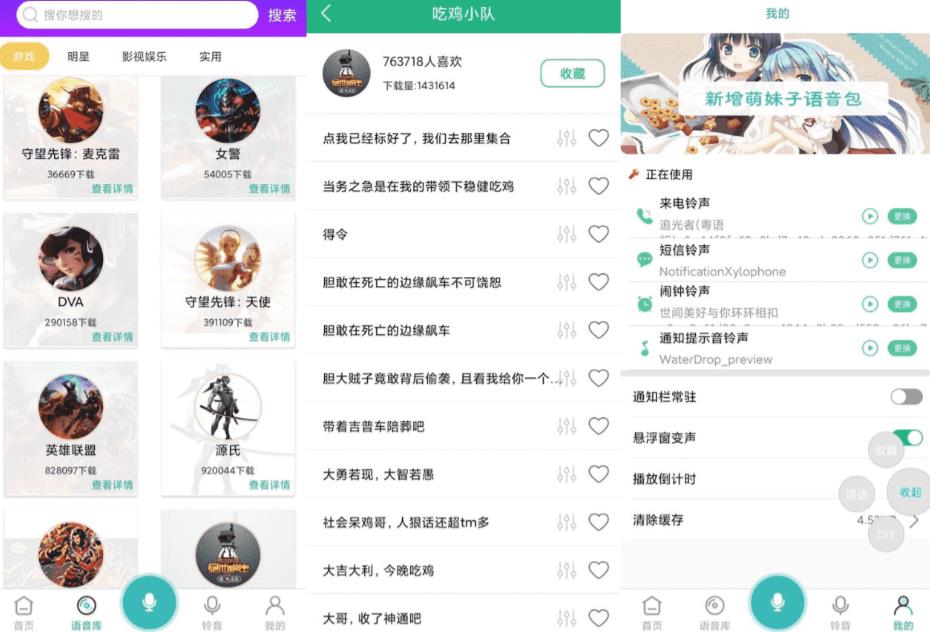 搜你想搜的
搜索
游戏
明星
影视娱乐
实用
守望先锋：麦克雷
36669下载
查看详情
女警
54005下载
查看详情
DVA
290158下载
查看详情
守望先锋：天使
391109下载
查看详情
英雄联盟
828097下载
查看详情
源氏
920044下载
查看详情
首页
语音库
铃音
我的
吃鸡小队
763718人喜欢
下载量:1431614
收藏
点我已经标好了，我们去那里集合
当务之急是在我的带领下稳健吃鸡
得令
胆敢在死亡的边缘飙车不可饶恕
胆敢在死亡的边缘飙车
胆大贼子竟敢背后偷袭，且看我给你一个...
带着吉普车陪葬吧
大勇若现，大智若愚
社会呆鸡哥，人狠话还超tm多
大吉大利，今晚吃鸡
大哥，收了神通吧
我的
新增萌妹子语音包
正在使用
来电铃声
追光者(粤语
更换
短信铃声
NotificationXylophone
更换
闹钟铃声
世间美好与你环环相扣
更换
通知提示音铃声
WaterDrop_preview
更换
通知栏常驻
悬浮窗变声
收藏
播放倒计时
说话
收起
清除缓存
DIY
首页
语音库
铃音
我的